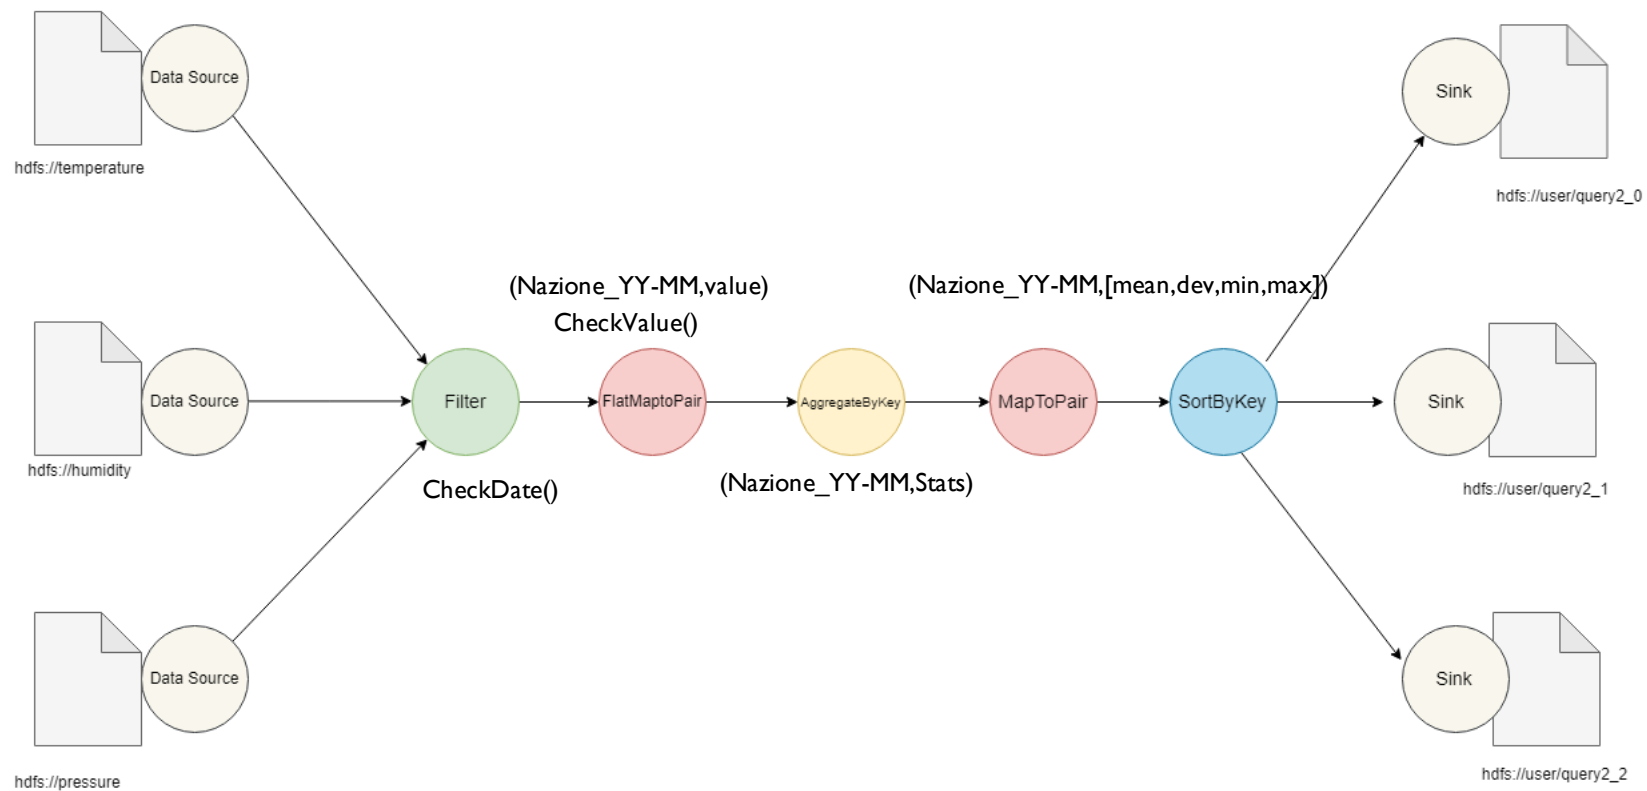 Data Source
hdfs://temperature
Sink
hdfs://user/query2_0
(Nazione_YY-MM,value)
CheckValue()
(Nazione_YY-MM,[mean,dev,min,max])
Data Source
hdfs://humidity
Filter
CheckDate()
FlatMaptoPair
AggregateByKey
(Nazione_YY-MM,Stats)
MapToPair
SortByKey
Sink
hdfs://user/query2_1
Data Source
hdfs://pressure
Sink
hdfs://user/query2_2